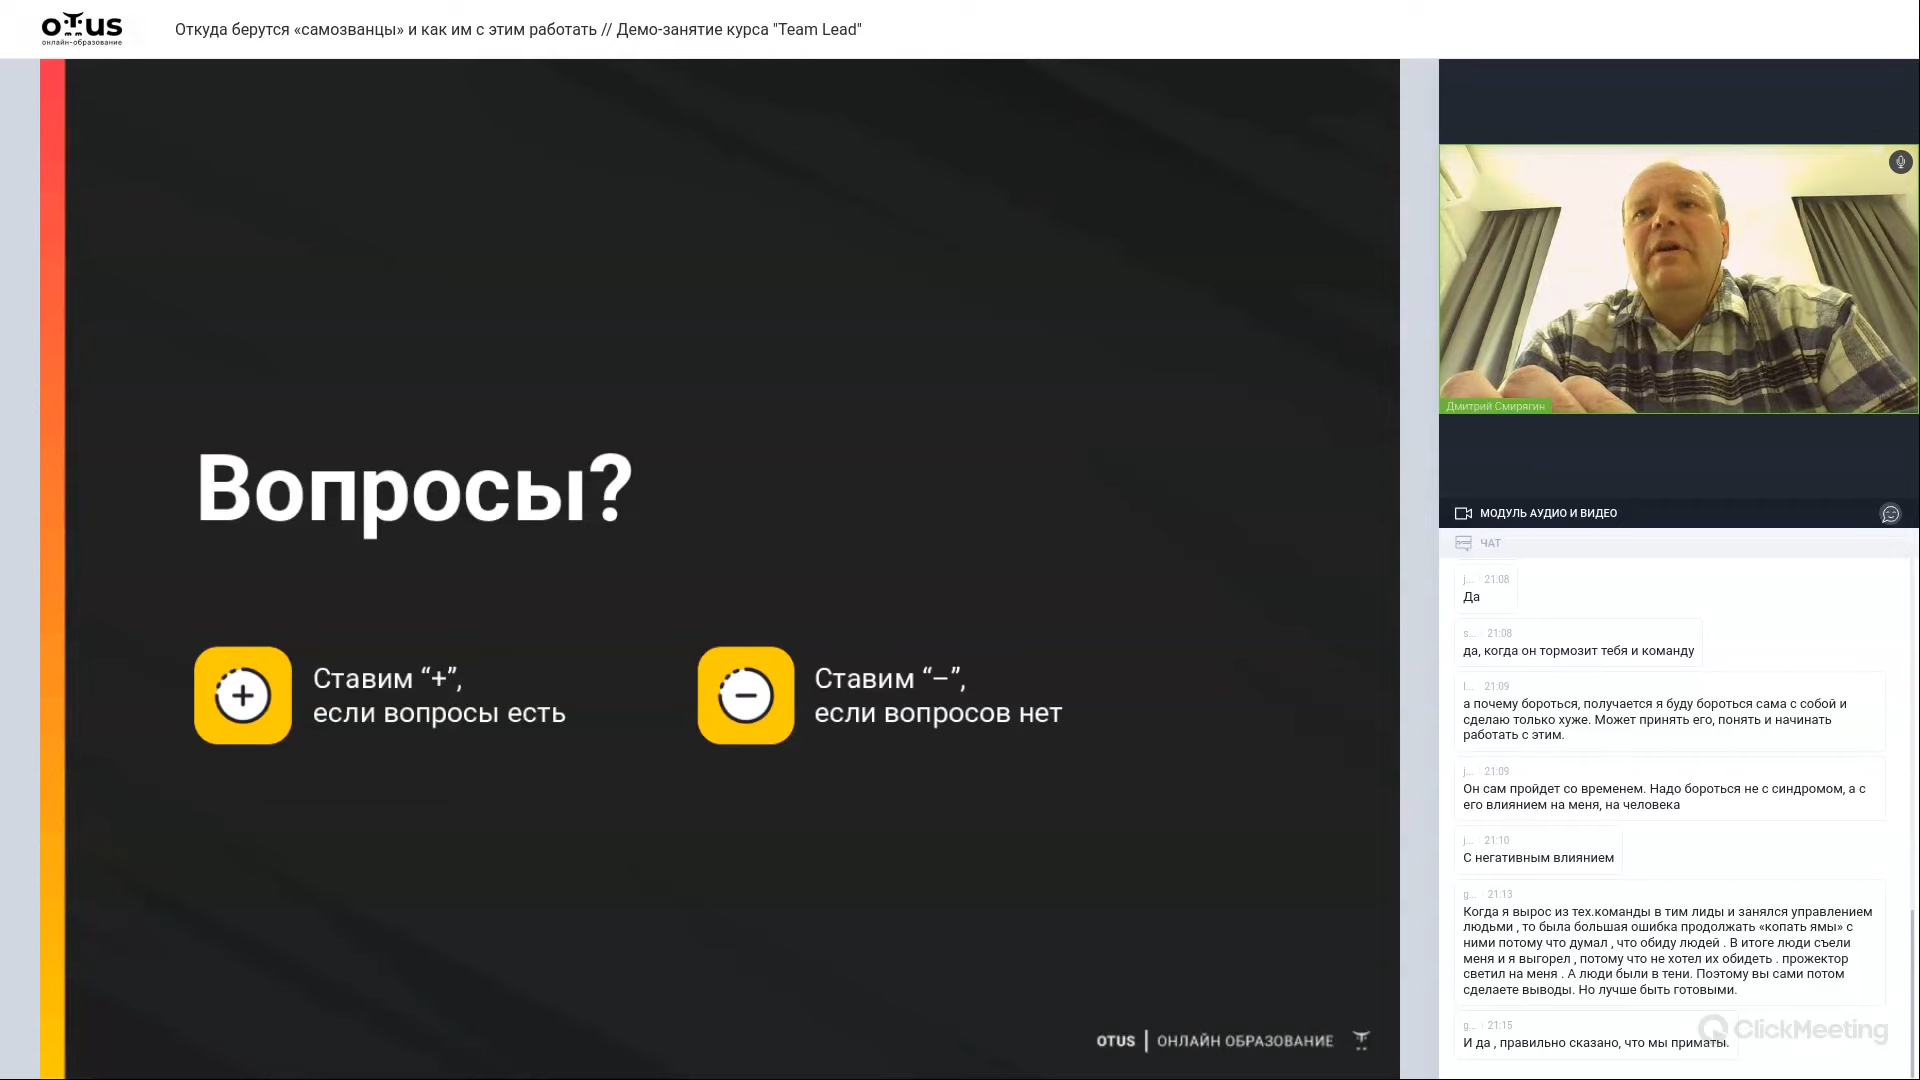 отus
онлайн-образование
Откуда берутся «самозванцы» и как им с этим работать // Демо-занятие курса "Team Lead"
Вопросы?
Ставим “+”,
если вопросы есть
Ставим “–”,
если вопросов нет
OTUS | ОНЛАЙН ОБРАЗОВАНИЕ
Дмитрий Смирягин
МОДУЛЬ АУДИО И ВИДЕО
ЧАТ
j... 21:08
Да
s... 21:08
да, когда он тормозит тебя и команду
l... 21:09
а почему бороться, получается я буду бороться сама с собой и
сделаю только хуже. Может принять его, понять и начинать
работать с этим.
j... 21:09
Он сам пройдет со временем. Надо бороться не с синдромом, а с
его влиянием на меня, на человека
j... 21:10
С негативным влиянием
g... 21:13
Когда я вырос из тех.команды в тим лиды и занялся управлением
людьми , то была большая ошибка продолжать «копать ямы» с
ними потому что думал , что обиду людей . В итоге люди съели
меня и я выгорел , потому что не хотел их обидеть . прожектор
светил на меня . А люди были в тени. Поэтому вы сами потом
сделаете выводы. Но лучше быть готовыми.
g... 21:15
И да , правильно сказано, что мы приматы.
ClickMeeting